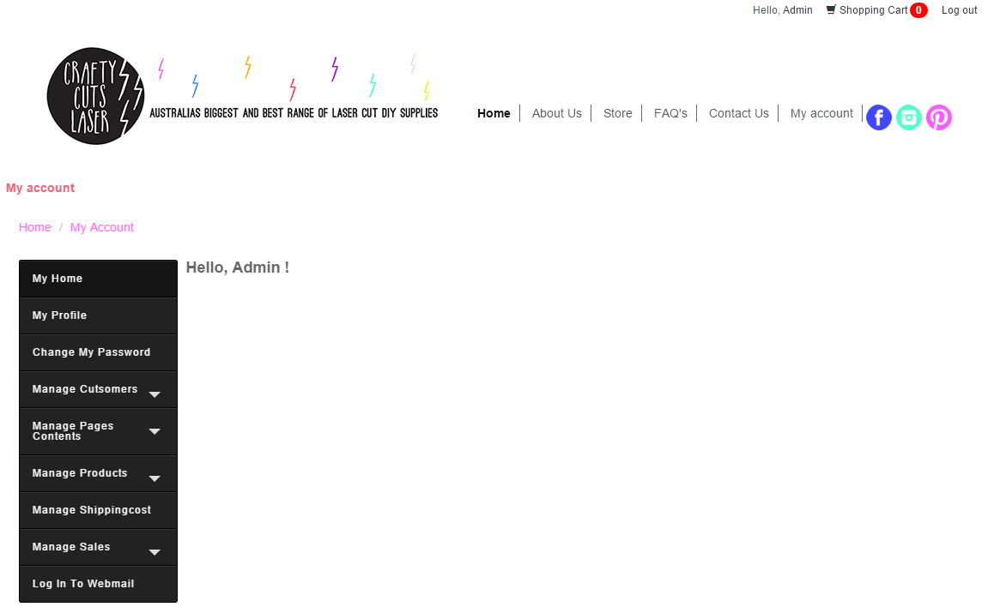 Hello, Admin Shopping Cart 0 Log out
CRAFTY
CUTS
LASER
AUSTRALIAS BIGGEST AND BEST RANGE OF LASER CUT DIY SUPPLIES
Home About Us Store FAQ's Contact Us My account
My account
Home / My Account
Hello, Admin !
My Home
My Profile
Change My Password
Manage Cutsomers
Manage Pages
Contents
Manage Products
Manage Shippingcost
Manage Sales
Log In To Webmail